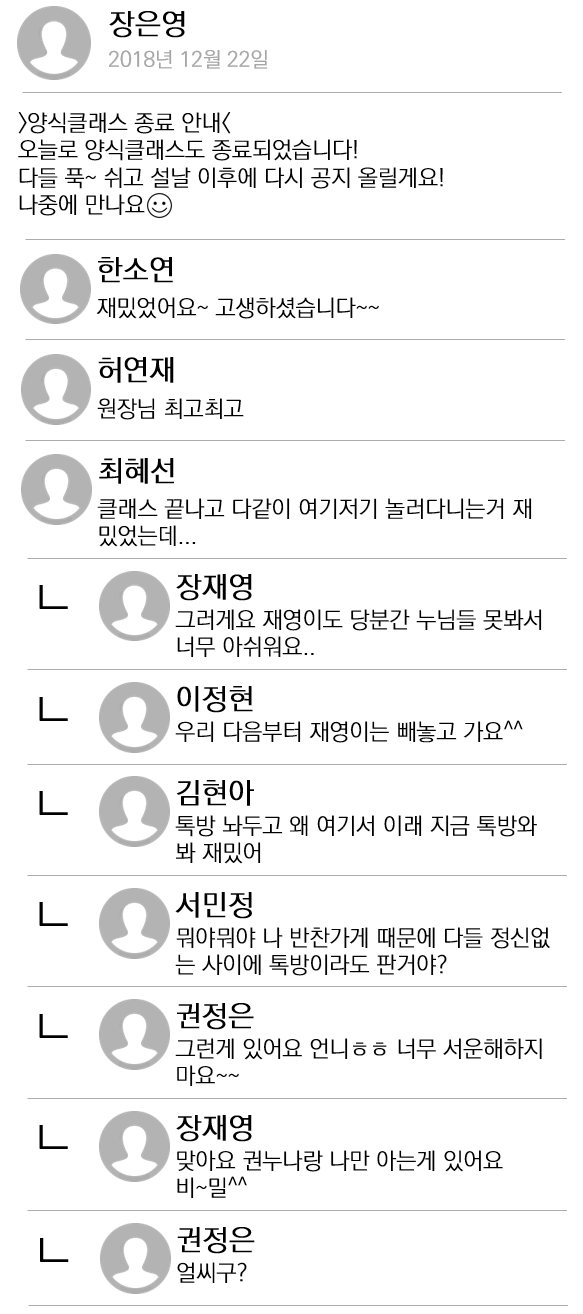 장은영
2018년 12월 22일
>양식클래스 종료 안내<
오늘로 양식클래스도 종료되었습니다!
다들 푹~ 쉬고 설날 이후에 다시 공지 올릴게요!
나중에 만나요☺
한소연
재밌었어요~ 고생하셨습니다~~
허연재
원장님 최고최고
최혜선
클래스 끝나고 다같이 여기저기 놀러다니는거 재
밌었는데...
ㄴ 장재영
그러게요 재영이도 당분간 누님들 못봐서
너무 아쉬워요..
ㄴ 이정현
우리 다음부터 재영이는 빼놓고 가요^^
ㄴ 김현아
톡방 놔두고 왜 여기서 이래 지금 톡방와
봐 재밌어
ㄴ 서민정
뭐야뭐야 나 반찬가게 때문에 다들 정신없
는 사이에 톡방이라도 판거야?
ㄴ 권정은
그런게 있어요 언니ㅎㅎ 너무 서운해하지
마요~~
ㄴ 장재영
맞아요 권누나랑 나만 아는게 있어요
비~밀^^
ㄴ 권정은
얼씨구?